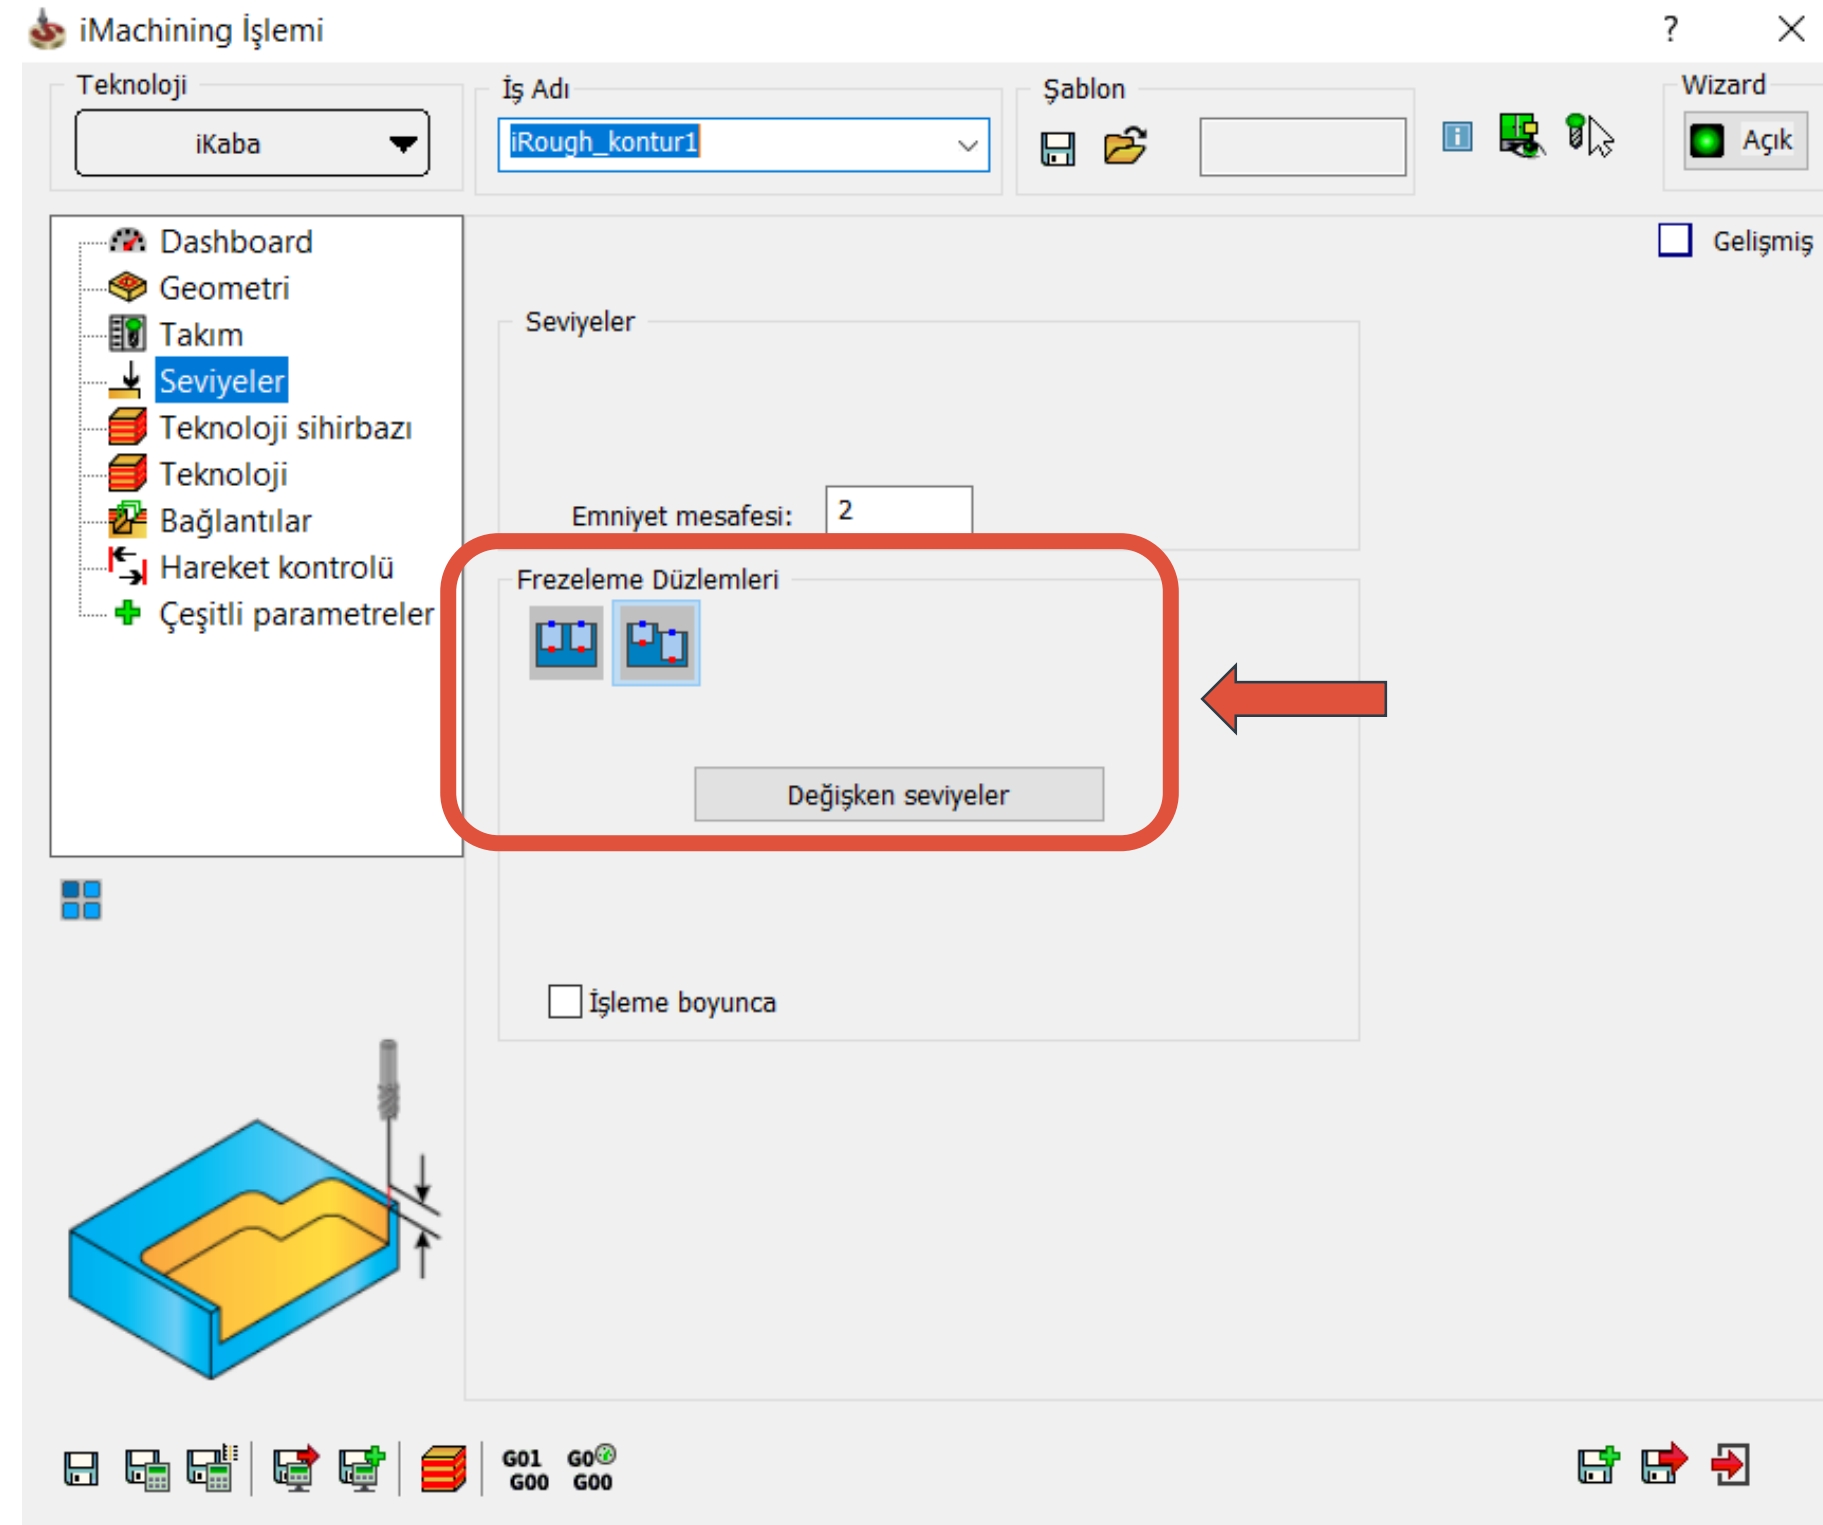 iMachining İşlemi
?
Teknoloji
iKaba
İş Adı
iRough_kontur1
Şablon
Wizard
Açık
Gelişmiş
Dashboard
Geometri
Takım
Seviyeler
Teknoloji sihirbazı
Teknoloji
Bağlantılar
Hareket kontrolü
Çeşitli parametreler
Seviyeler
Emniyet mesafesi: 2
Frezeleme Düzlemleri
Değişken seviyeler
İşleme boyunca
G01
G00
G0
G00